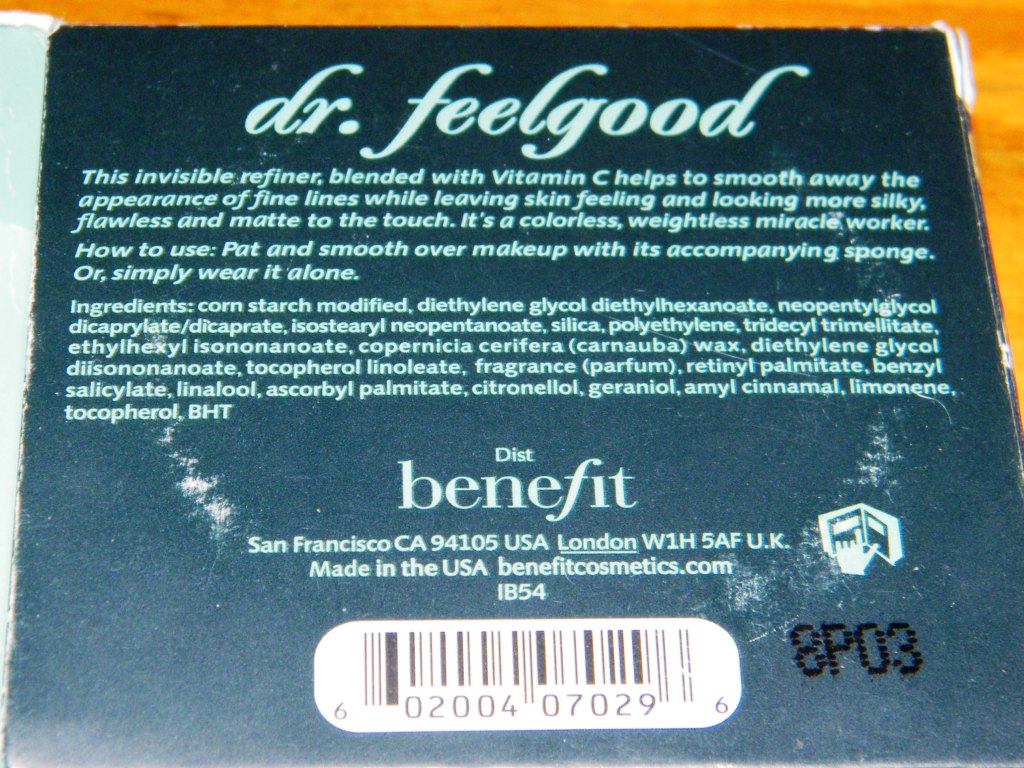 dr. feelgood
This invisible refiner, blended with Vitamin C helps to smooth away the
appearance of fine lines while leaving skin feeling and looking more silky,
flawless and matte to the touch. It's a colorless, weightless miracle worker.
How to use: Pat and smooth over makeup with its accompanying sponge.
Or, simply wear it alone.
Ingredients: corn starch modified, diethylene glycol diethylhexanoate, neopentylglycol
dicaprylate/dicaprate, isostearyl neopentanoate, silica, polyethylene, tridecyl trimellitate,
ethylhexyl isononanoate, copernicia cerifera (carnauba) wax, diethylene glycol
diisononanoate, tocopherol linoleate, fragrance (parfum), retinyl palmitate, benzyl
salicylate, linalool, ascorbyl palmitate, citronellol, geraniol, amyl cinnamal, limonene,
tocopherol, BHT
Dist
benefit
San Francisco CA 94105 USA London W1H 5AF U.K.
Made in the USA benefitcosmetics.com
IB54
8P03
6 02004 07029 6